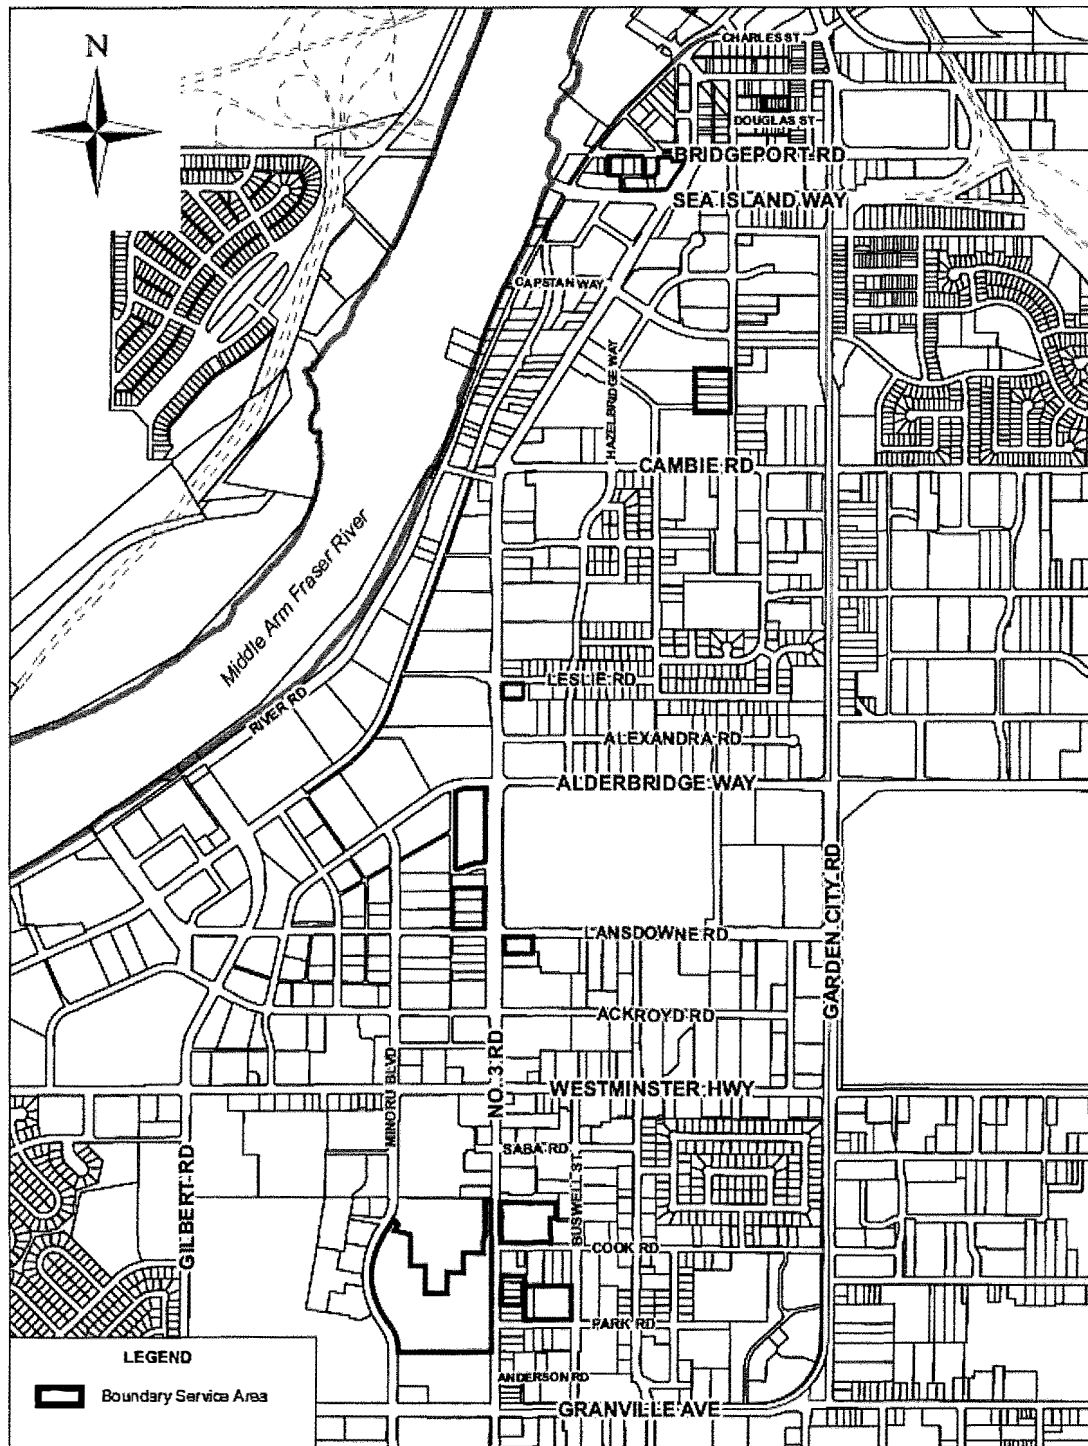 N
CHARLES ST
DOUGLAS ST
BRIDGEPORT RD
SEA ISLAND WAY
CAPSTAN WAY
HAZELBRIDGE WAY
CAMBIE RD
Middle Arm Fraser River
RIVER RD
LESLIE RD
ALEXANDRA RD
ALDERBRIDGE WAY
GARDEN CITY RD
LANSDOWNE RD
ACKROYD RD
NO. 3 RD
MINORU BLVD
WESTMINSTER HWY
SABA RD
BUSWELL ST
GILBERT RD
COOK RD
PARK RD
ANDERSON RD
GRANVILLE AVE
LEGEND
Boundary Service Area